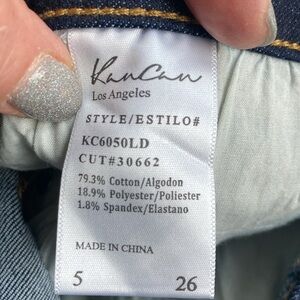 KanCan
Los Angeles
STYLE/ESTILO#
KC6050LD
CUT#30662
79.3% Cotton/Algodon
18.9% Polyester/Poliester
1.8% Spandex/Elastano
MADE IN CHINA
5 26